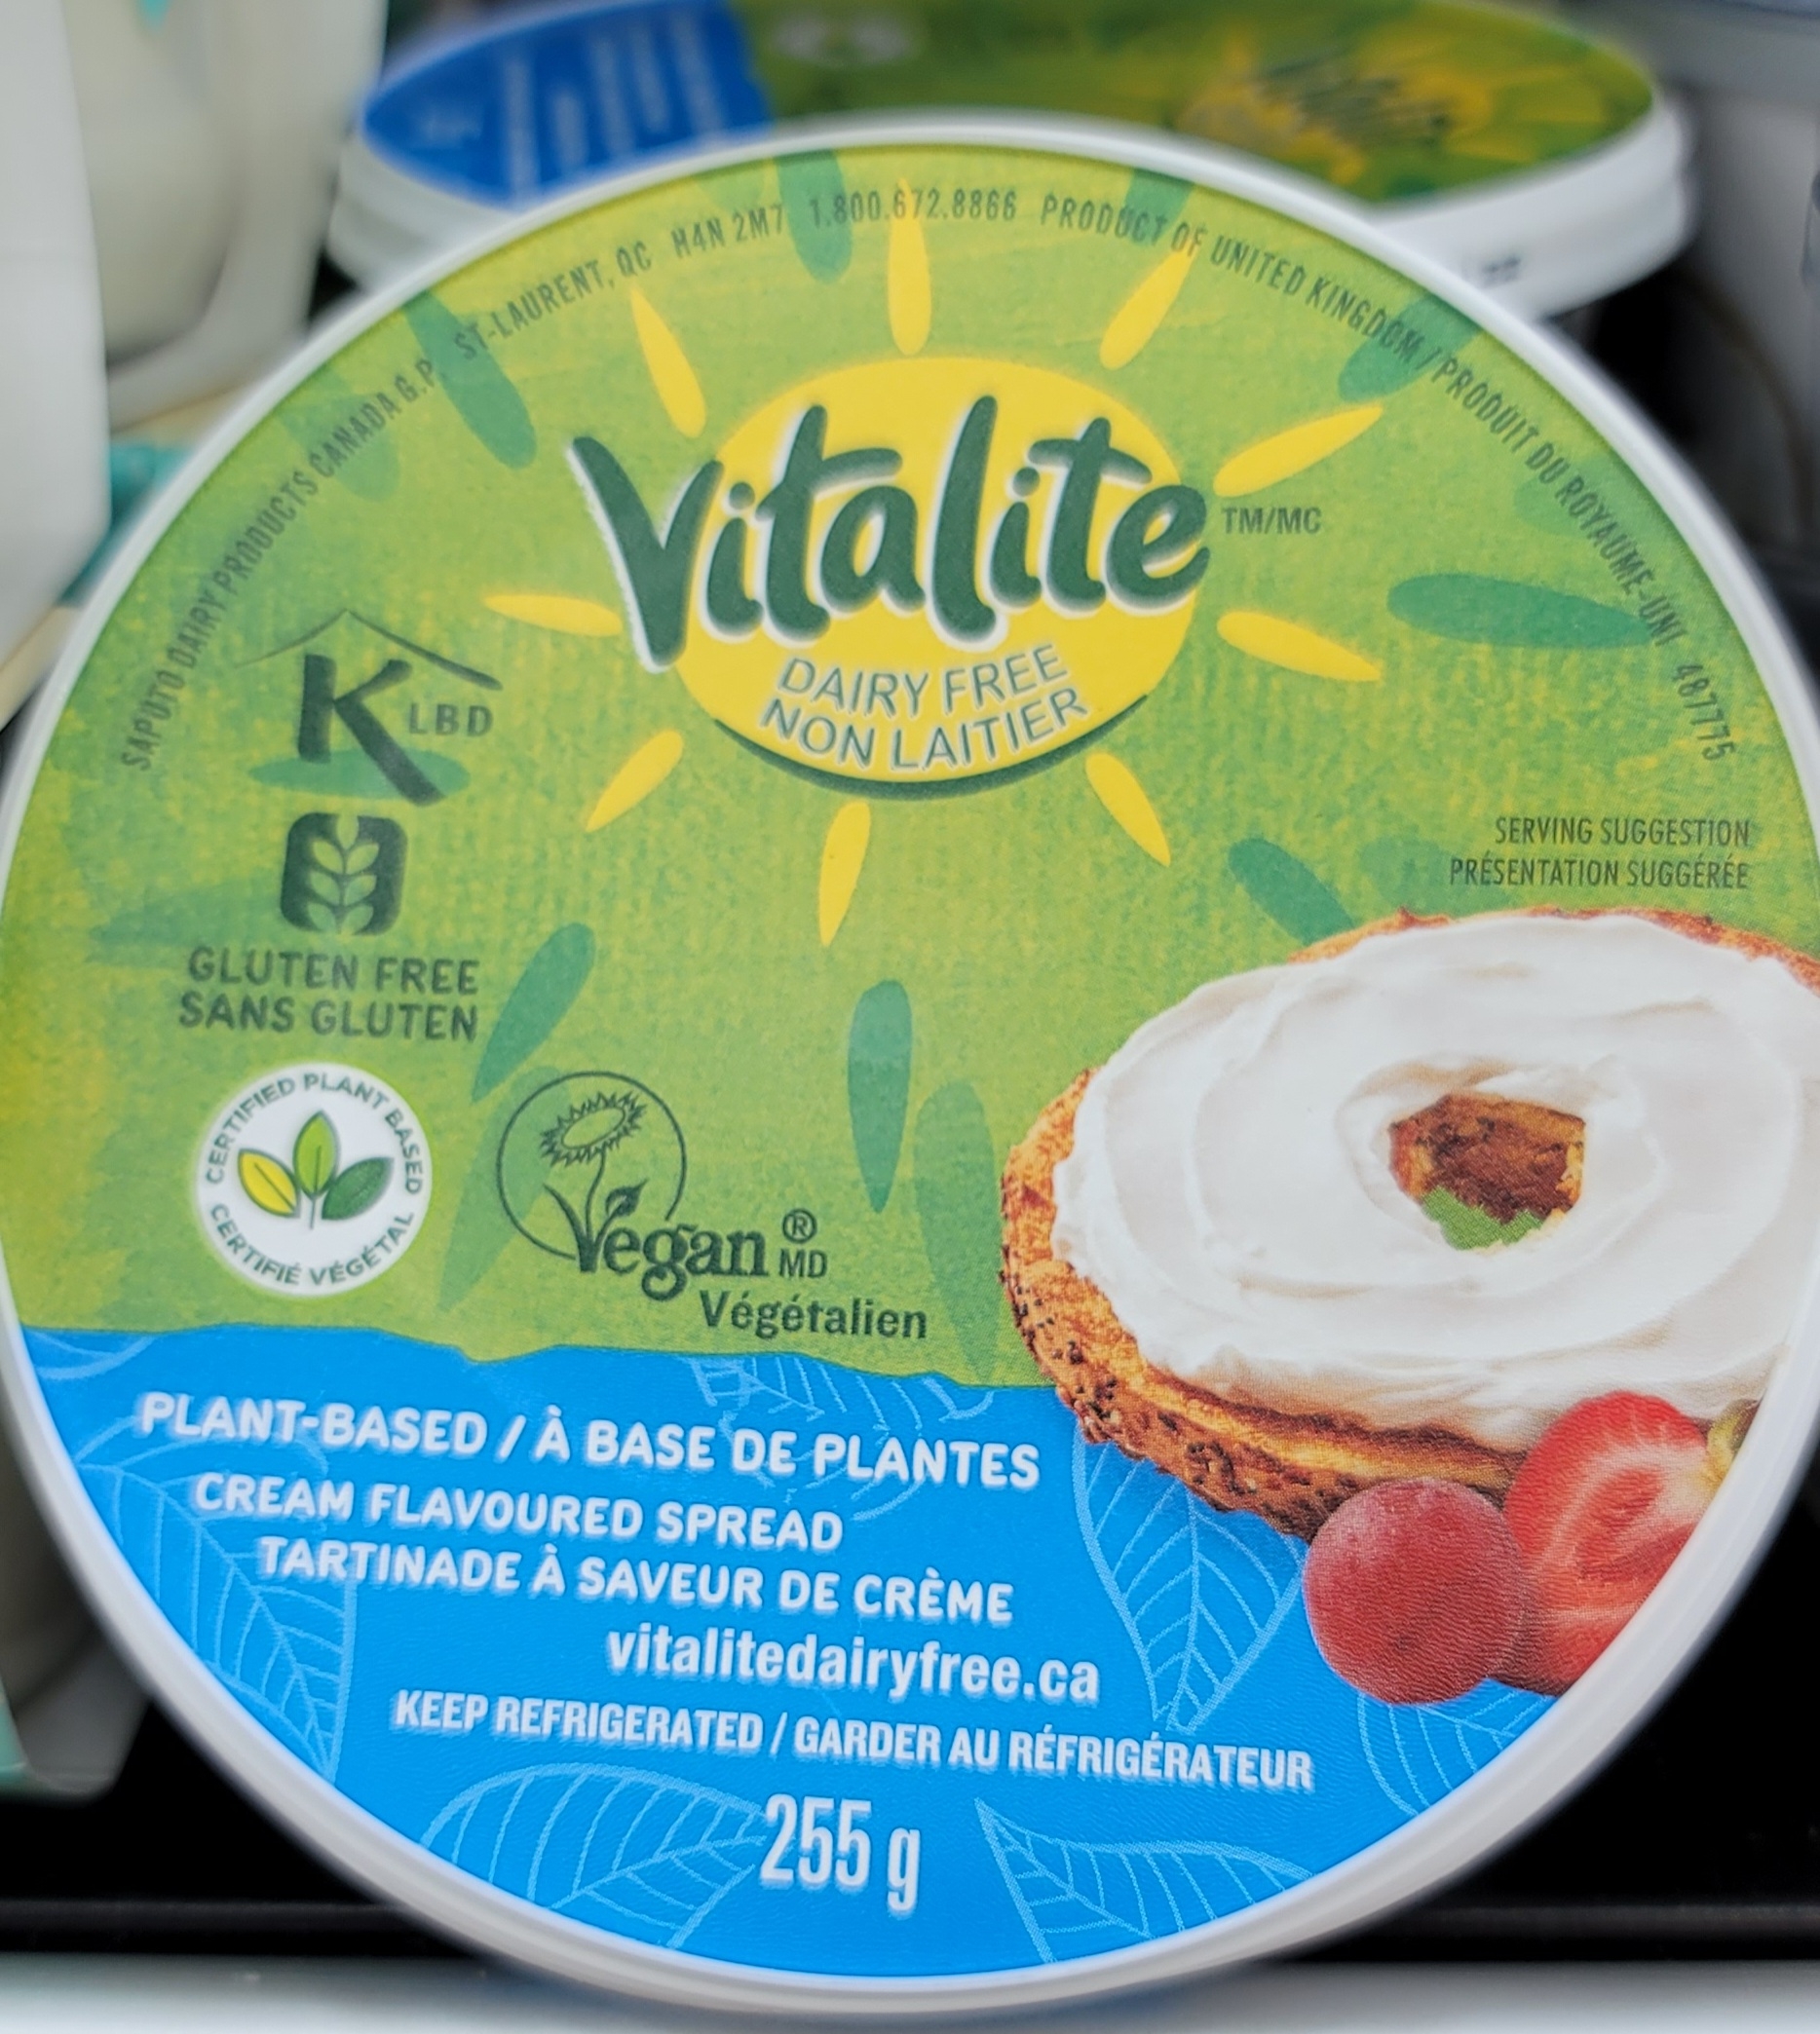 SAPUTO DAIRY PRODUCTS CANADA G.P. ST-LAURENT, QC H4N 2M7 1.800.672.8866 PRODUCT OF UNITED KINGDOM / PRODUIT DU ROYAUME-UNI 487775
Vitalite TM/MC
DAIRY FREE
NON LAITIER
K LBD
GLUTEN FREE
SANS GLUTEN
SERVING SUGGESTION
PRÉSENTATION SUGGÉRÉE
CERTIFIED PLANT BASED
CERTIFIÉ VÉGÉTAL
Vegan ® MD
Végétalien
PLANT-BASED / À BASE DE PLANTES
CREAM FLAVOURED SPREAD
TARTINADE À SAVEUR DE CRÈME
vitalitedairyfree.ca
KEEP REFRIGERATED / GARDER AU RÉFRIGÉRATEUR
255 g